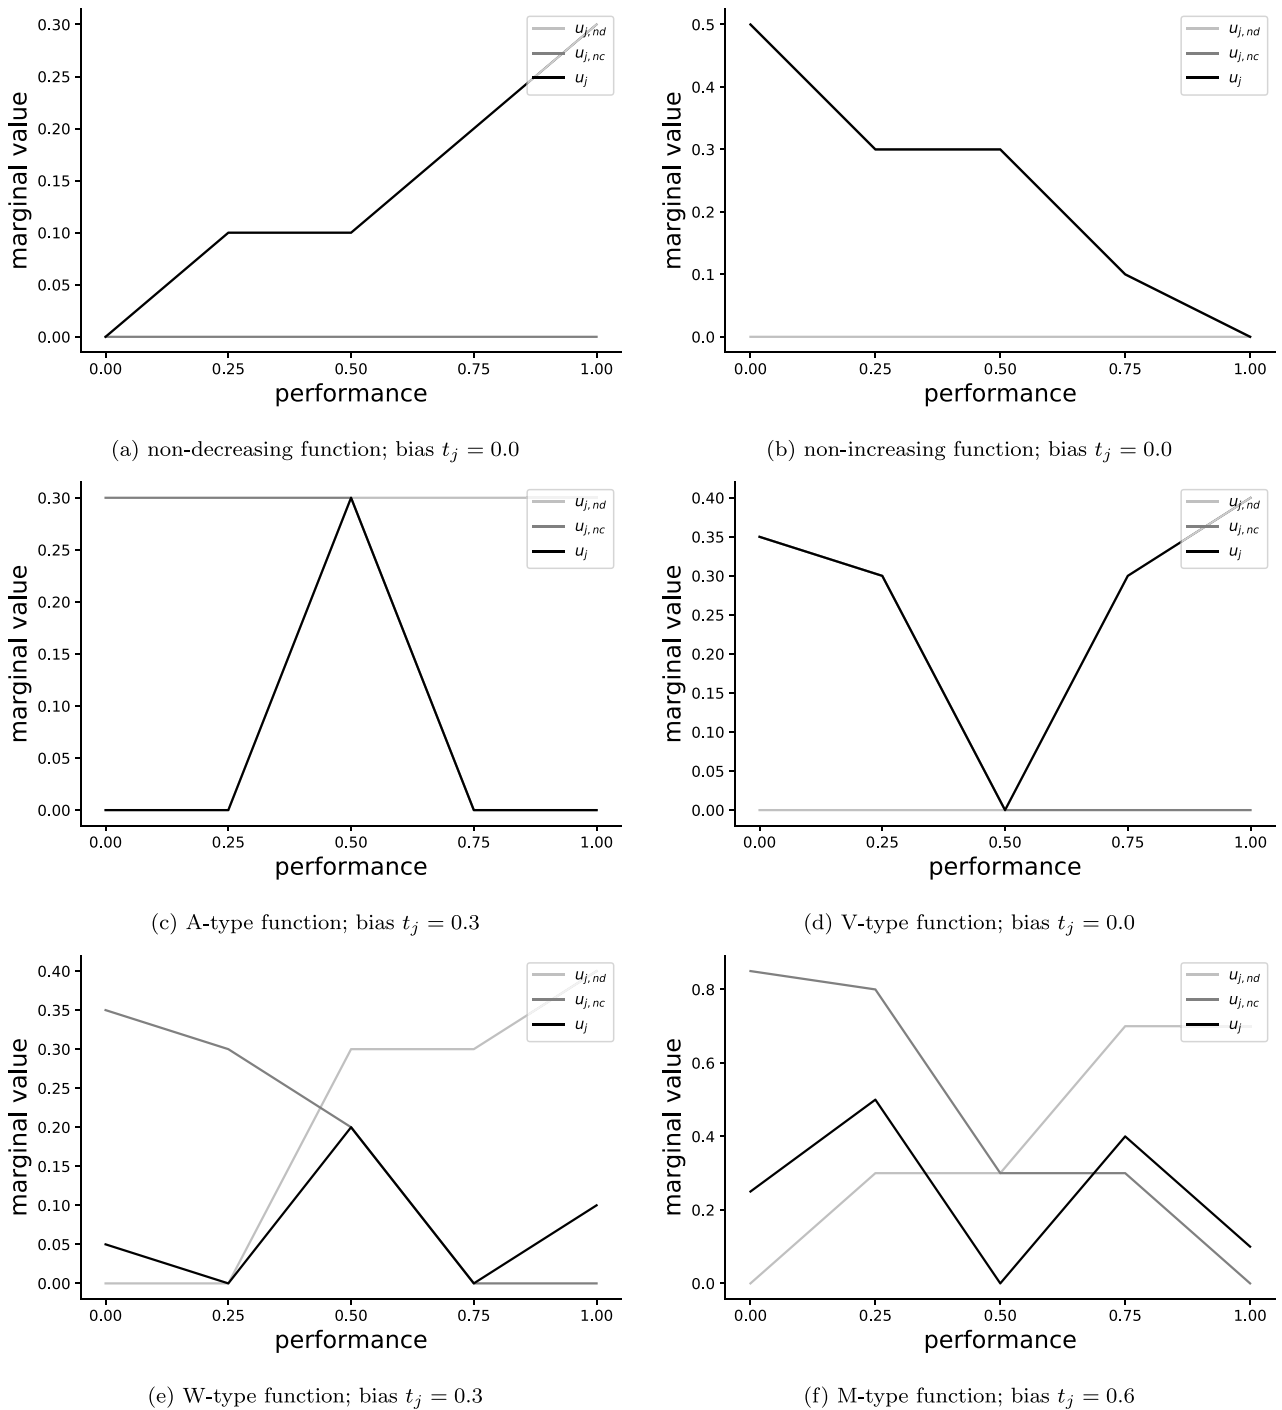 0.30
0.25
0.20
0.15
0.10
0.05
0.00
marginal value
0.00 0.25 0.50 0.75 1.00
performance
u_{j,nd}
u_{j,nc}
u_j
(a) non-decreasing function; bias t_j = 0.0
0.5
0.4
0.3
0.2
0.1
0.0
marginal value
0.00 0.25 0.50 0.75 1.00
performance
u_{j,nd}
u_{j,nc}
u_j
(b) non-increasing function; bias t_j = 0.0
0.30
0.25
0.20
0.15
0.10
0.05
0.00
marginal value
0.00 0.25 0.50 0.75 1.00
performance
u_{j,nd}
u_{j,nc}
u_j
(c) A-type function; bias t_j = 0.3
0.40
0.35
0.30
0.25
0.20
0.15
0.10
0.05
0.00
marginal value
0.00 0.25 0.50 0.75 1.00
performance
u_{j,nd}
u_{j,nc}
u_j
(d) V-type function; bias t_j = 0.0
0.40
0.35
0.30
0.25
0.20
0.15
0.10
0.05
0.00
marginal value
0.00 0.25 0.50 0.75 1.00
performance
u_{j,nd}
u_{j,nc}
u_j
(e) W-type function; bias t_j = 0.3
0.8
0.6
0.4
0.2
0.0
marginal value
0.00 0.25 0.50 0.75 1.00
performance
u_{j,nd}
u_{j,nc}
u_j
(f) M-type function; bias t_j = 0.6